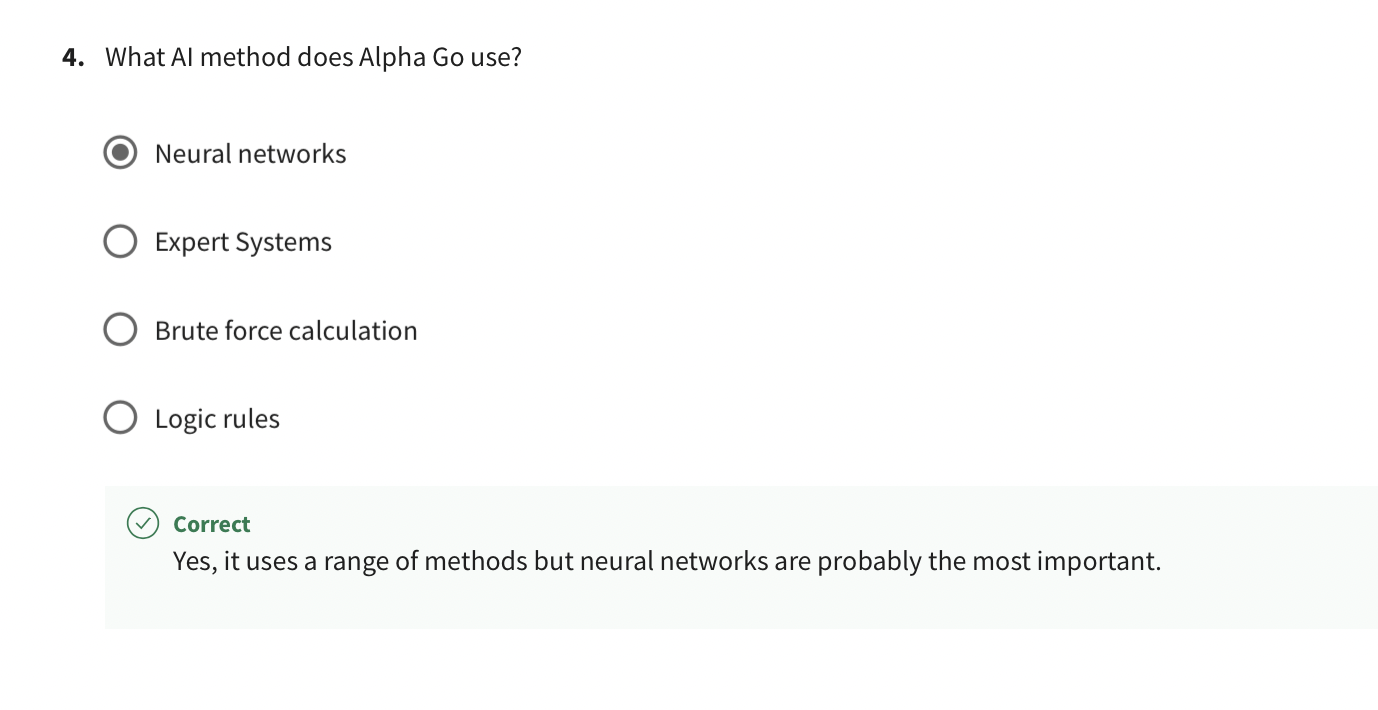 4. What AI method does Alpha Go use?
Neural networks
Expert Systems
Brute force calculation
Logic rules
Correct
Yes, it uses a range of methods but neural networks are probably the most important.